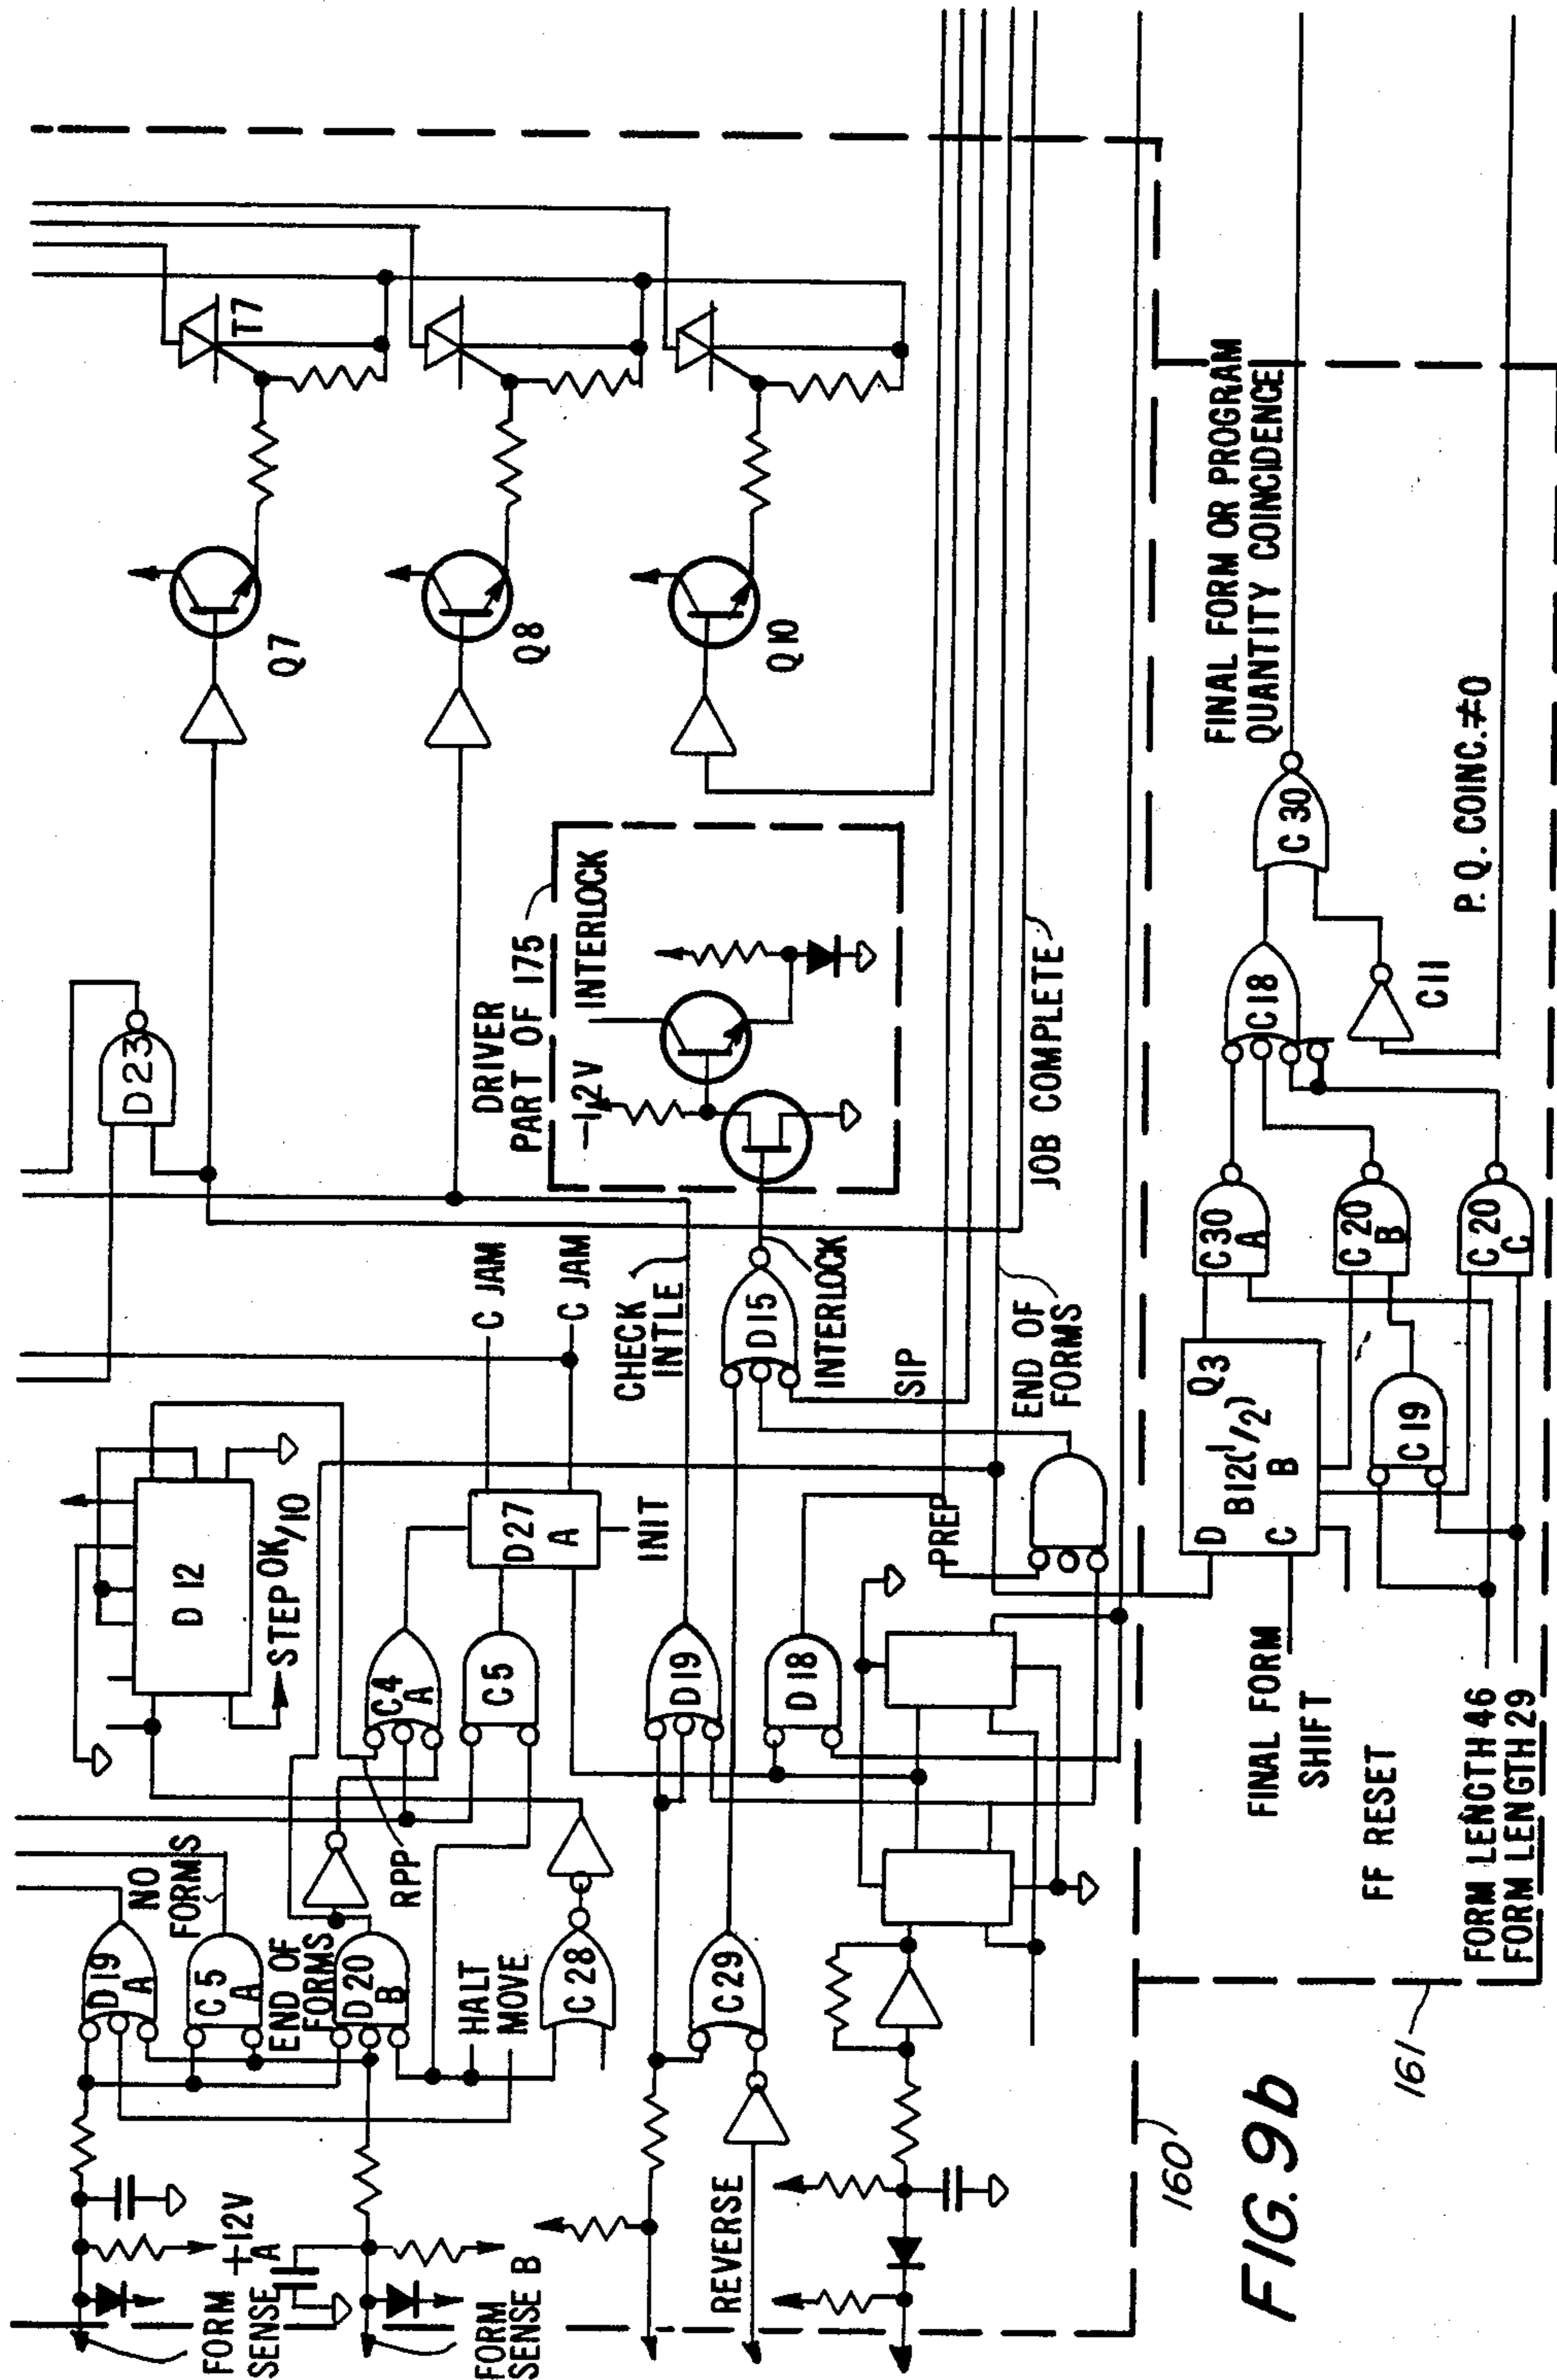 FORM
SENSE A
+12V
FORM
SENSE B
D19
A
NO
FORMS
C5
A
END OF
FORMS
D20
B
HALT
MOVE
C28
RPP
D 12
STEP OK/10
C4
A
C5
D27
A
INIT
C JAM
C JAM
D23
Q7
T7
Q8
Q10
DRIVER
PART OF 175
-12V
INTERLOCK
CHECK
INTLE
D15
INTERLOCK
SIP
JOB COMPLETE
END OF
FORMS
REVERSE
C29
D19
D18
PREP
160
FINAL FORM
SHIFT
FF RESET
FORM LENGTH 46
FORM LENGTH 29
D
C
Q3
B12(1/2)
B
C19
C30
A
C 20
B
C 20
C
C18
C11
C 30
FINAL FORM OR PROGRAM
QUANTITY COINCIDENCE
P. Q. COINC.≠0
161
FIG. 9b